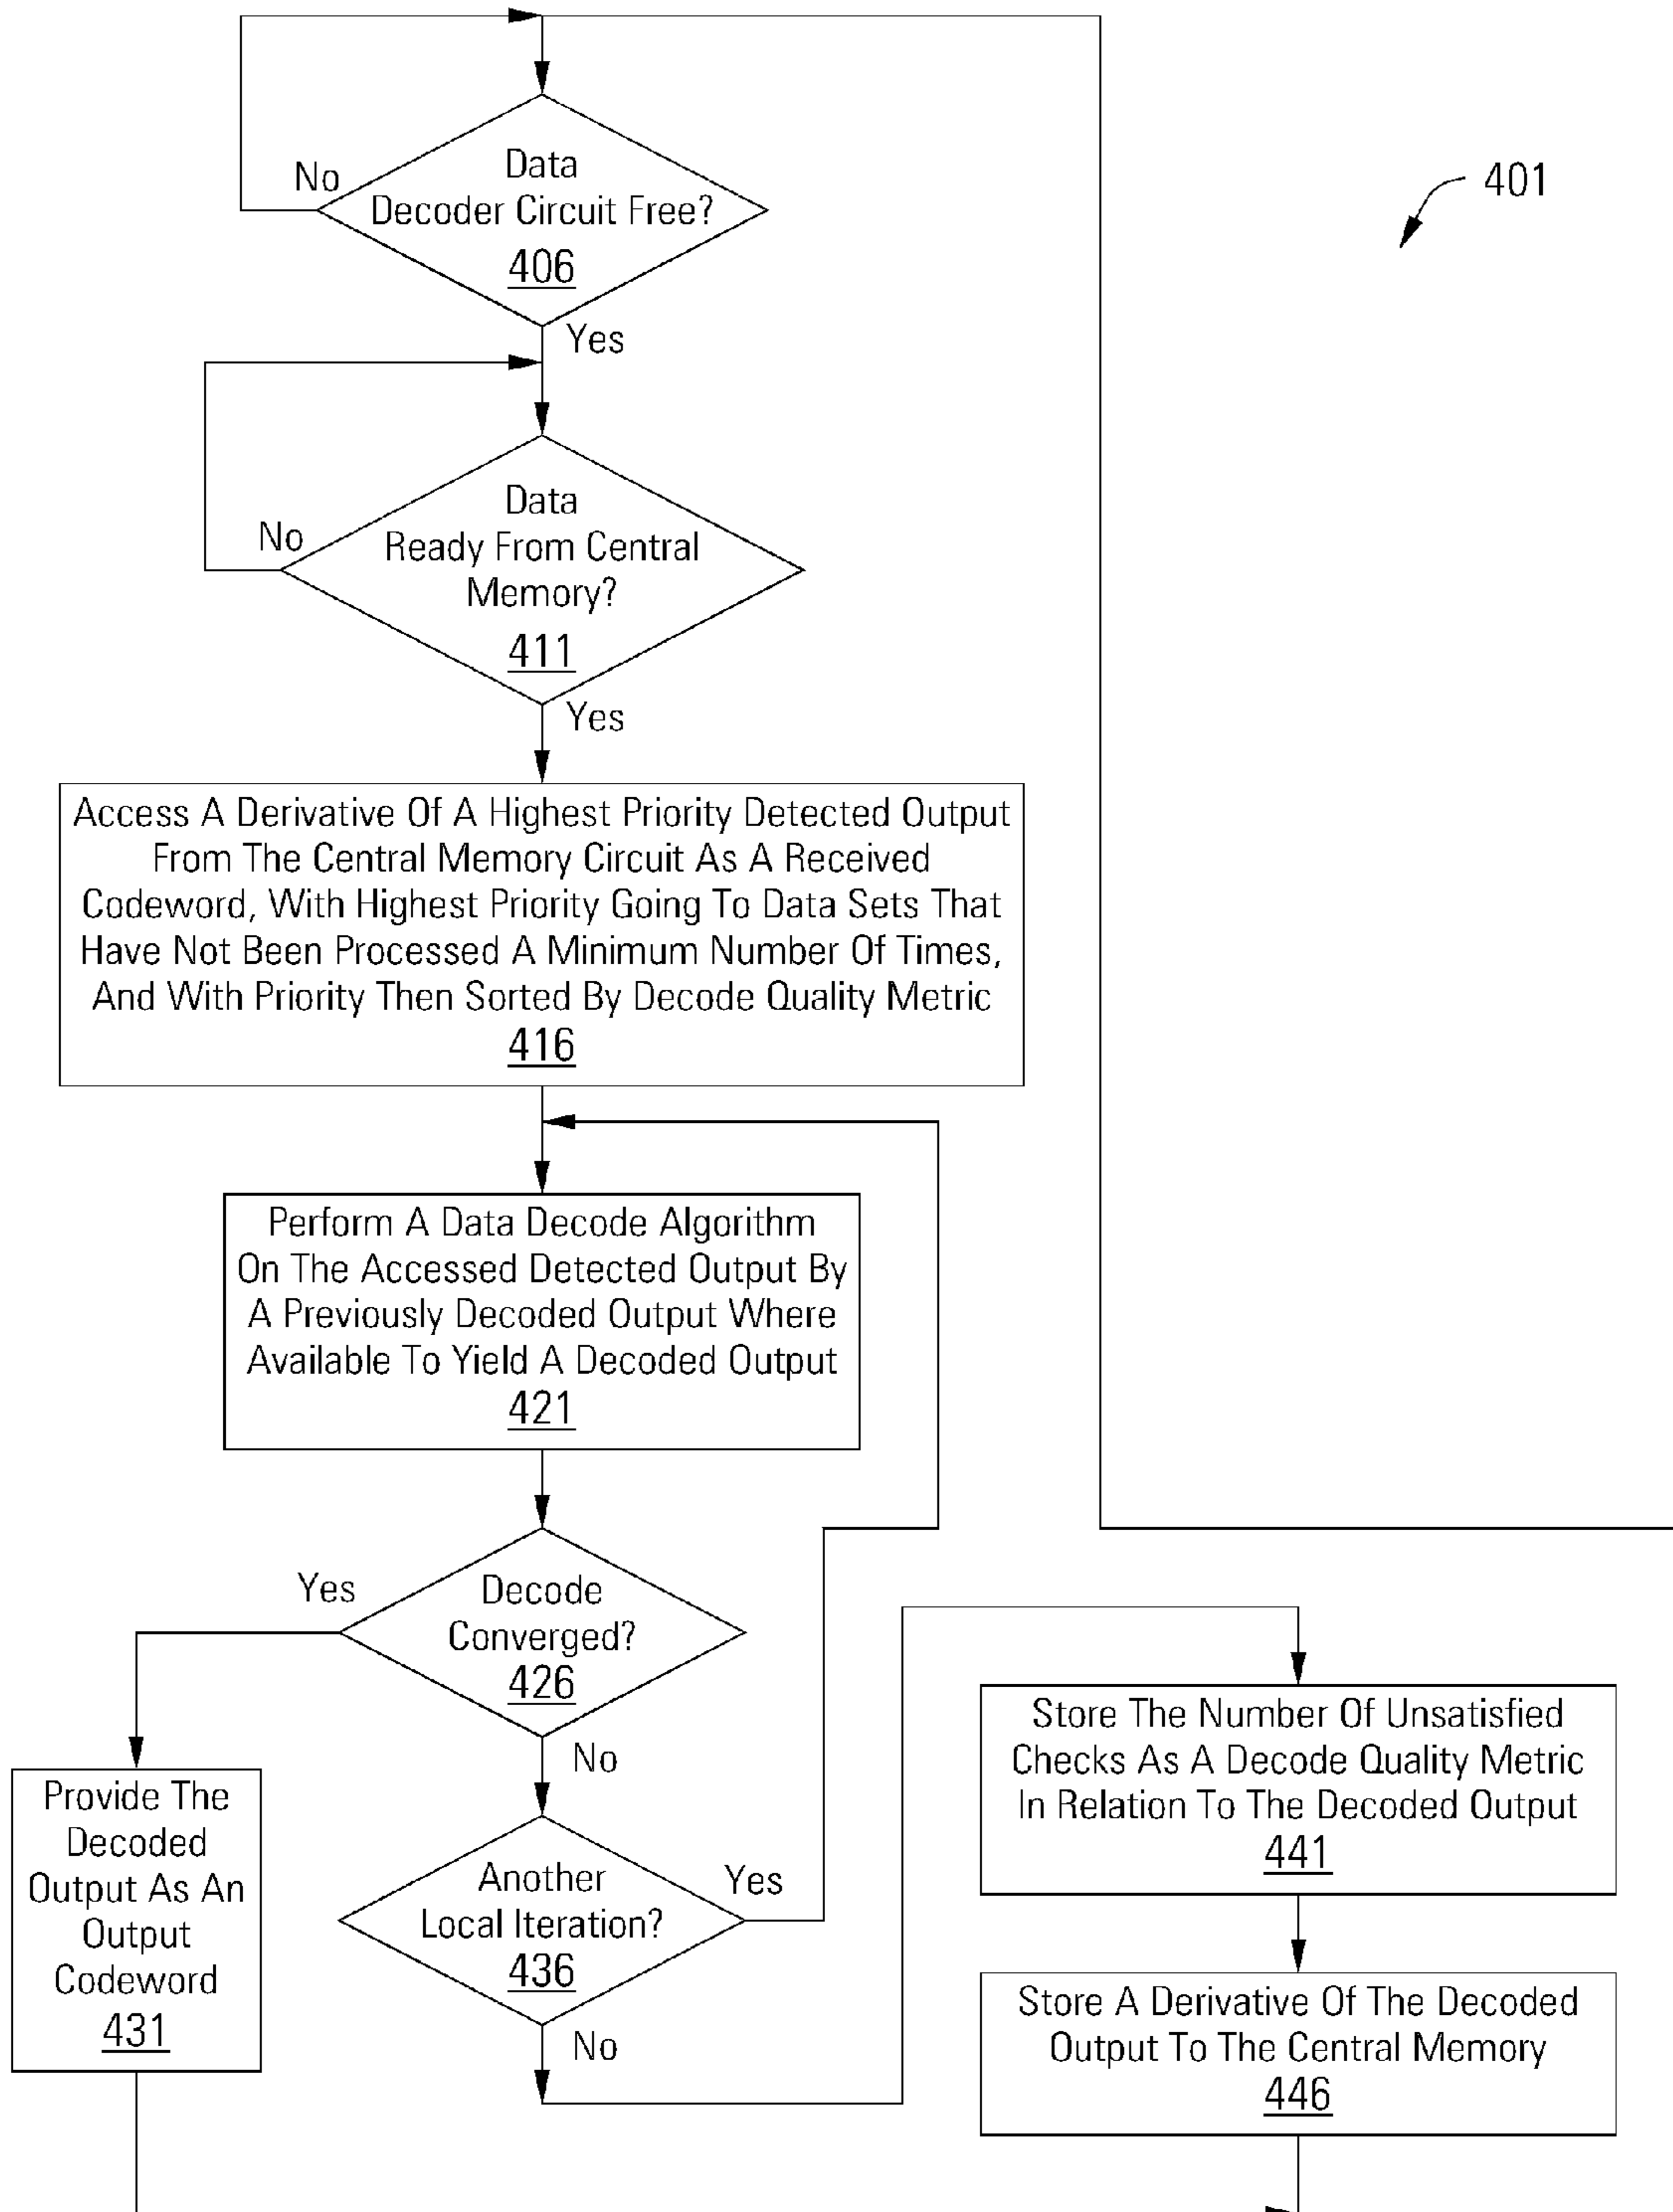 No
Data
Decoder Circuit Free?
406
401
Yes
No
Data
Ready From Central
Memory?
411
Yes
Access A Derivative Of A Highest Priority Detected Output
From The Central Memory Circuit As A Received
Codeword, With Highest Priority Going To Data Sets That
Have Not Been Processed A Minimum Number Of Times,
And With Priority Then Sorted By Decode Quality Metric
416
Perform A Data Decode Algorithm
On The Accessed Detected Output By
A Previously Decoded Output Where
Available To Yield A Decoded Output
421
Yes
Decode
Converged?
426
No
Provide The
Decoded
Output As An
Output
Codeword
431
Another
Local Iteration?
436
Yes
No
Store The Number Of Unsatisfied
Checks As A Decode Quality Metric
In Relation To The Decoded Output
441
Store A Derivative Of The Decoded
Output To The Central Memory
446